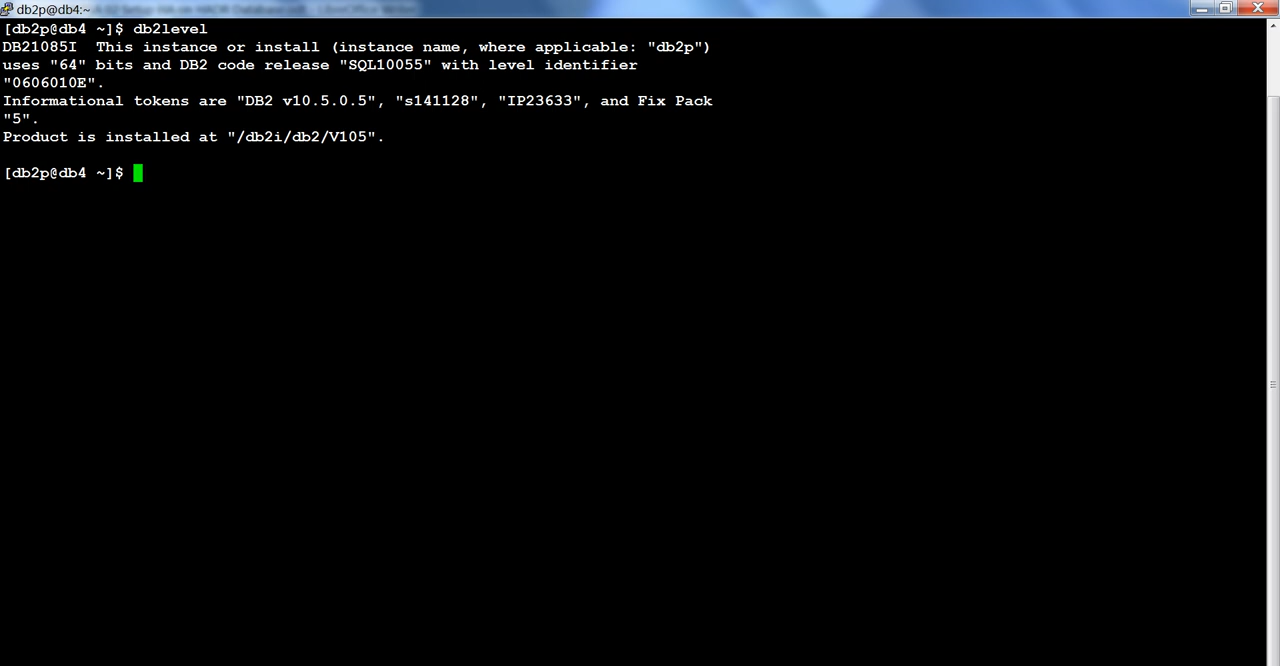 db2p@db4:~
[db2p@db4 ~]$ db2level
DB21085I  This instance or install (instance name, where applicable: "db2p")
uses "64" bits and DB2 code release "SQL10055" with level identifier
"0606010E".
Informational tokens are "DB2 v10.5.0.5", "s141128", "IP23633", and Fix Pack
"5".
Product is installed at "/db2i/db2/V105".
[db2p@db4 ~]$